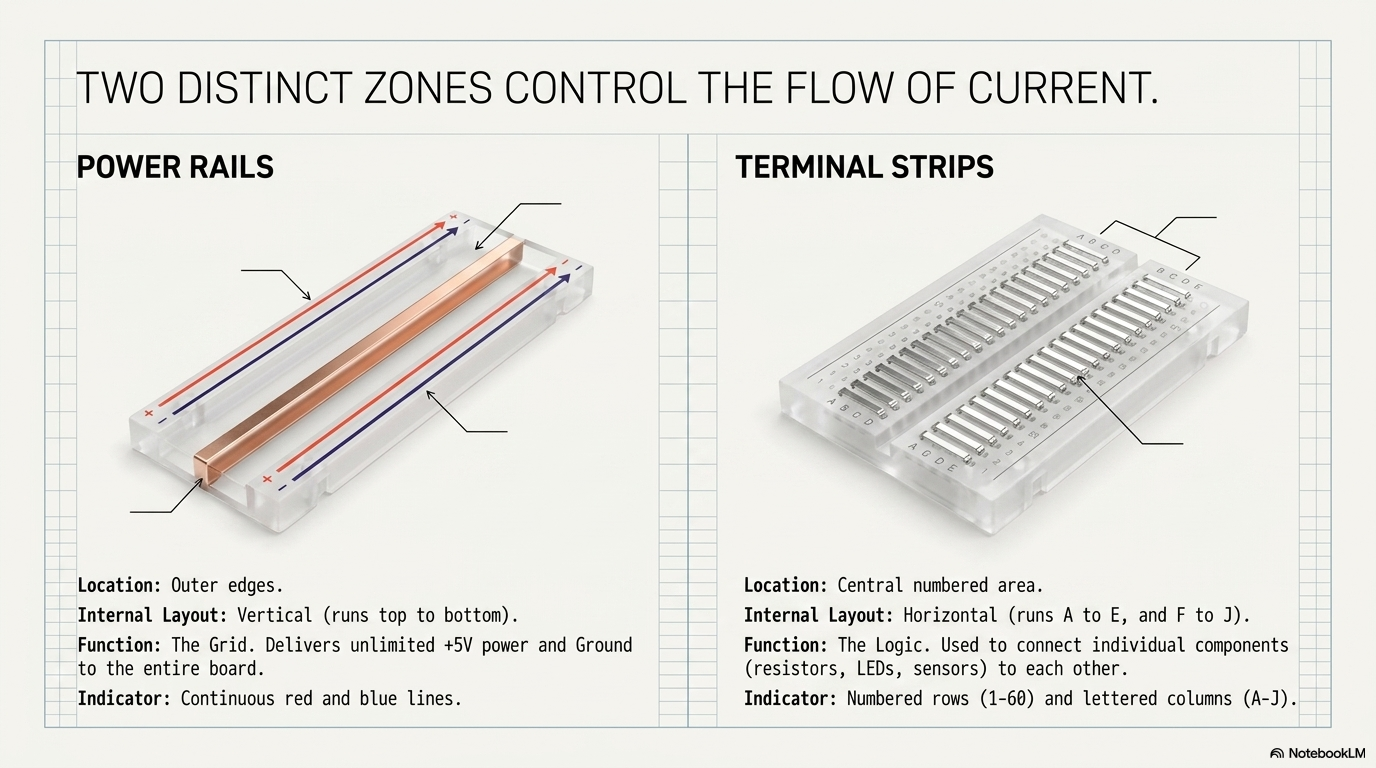 TWO DISTINCT ZONES CONTROL THE FLOW OF CURRENT.
POWER RAILS
+ -
+ -
+ -
+ -
Location: Outer edges.
Internal Layout: Vertical (runs top to bottom).
Function: The Grid. Delivers unlimited +5V power and Ground
to the entire board.
Indicator: Continuous red and blue lines.
TERMINAL STRIPS
A B C D
B C D E
A G C D
A G D E
Location: Central numbered area.
Internal Layout: Horizontal (runs A to E, and F to J).
Function: The Logic. Used to connect individual components
(resistors, LEDs, sensors) to each other.
Indicator: Numbered rows (1-60) and lettered columns (A-J).
NotebookLM